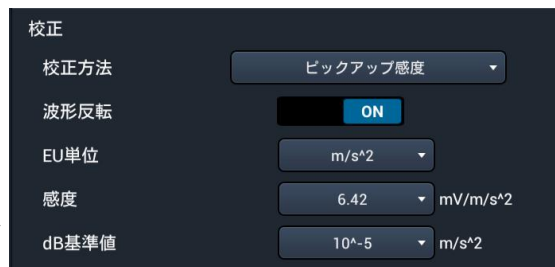 校正
校正方法 ピックアップ感度
波形反転 ON
EU単位 m/s^2
感度 6.42 mV/m/s^2
dB基準値 10^-5 m/s^2